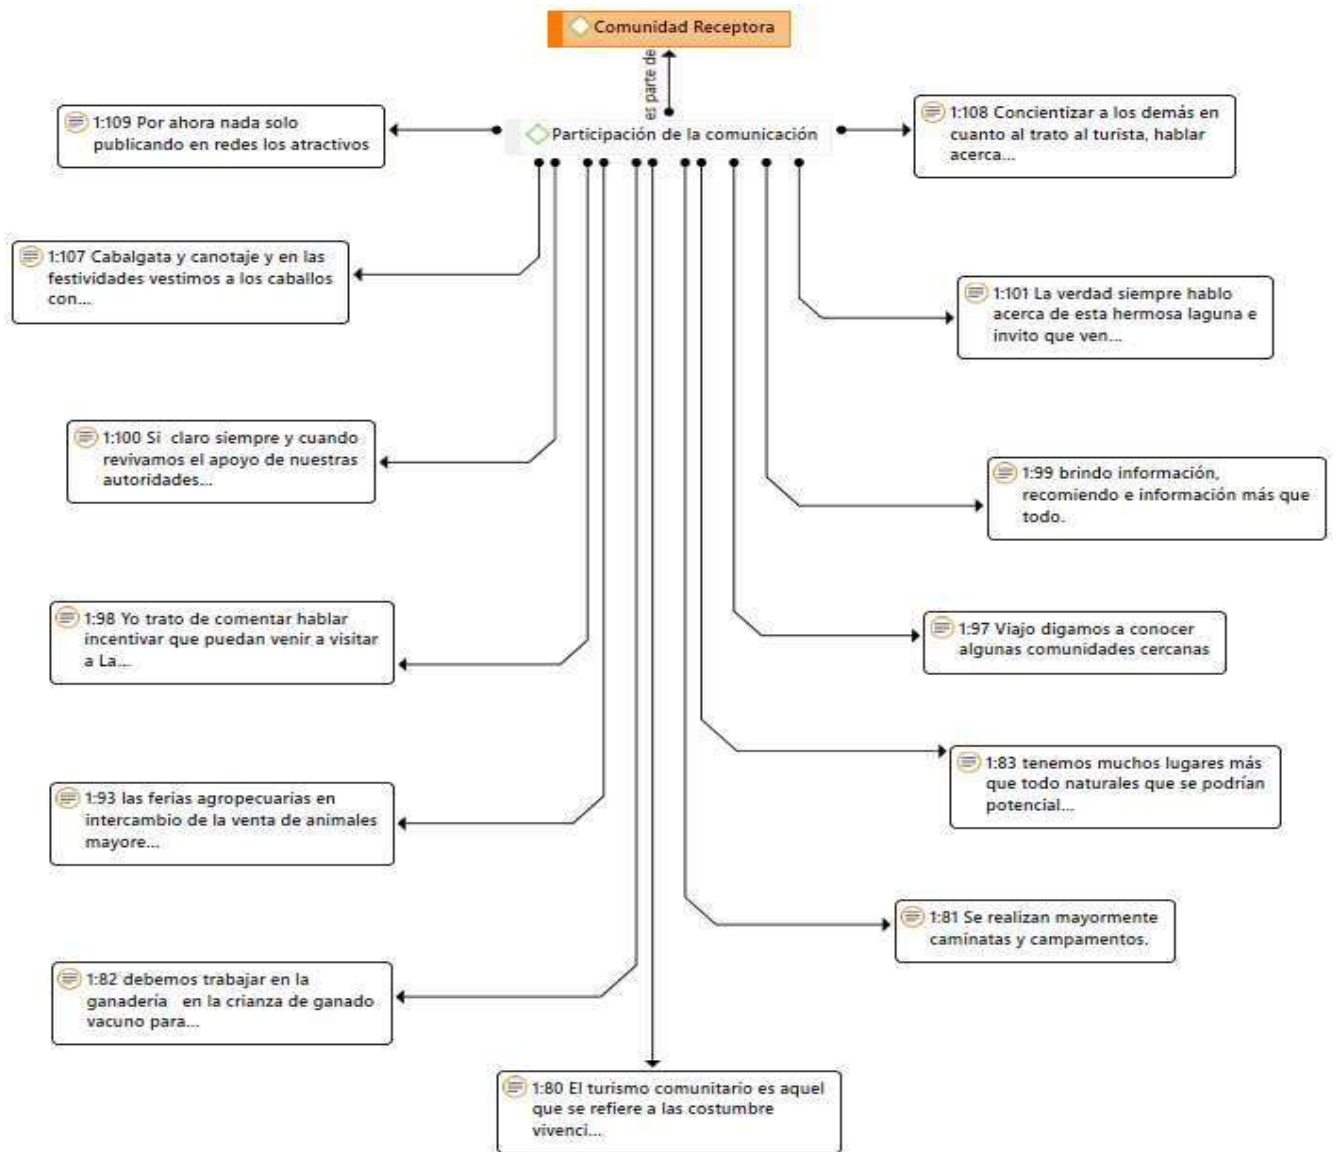 Comunidad Receptora
es parte de
Participación de la comunicación
1:109 Por ahora nada solo
publicando en redes los atractivos
1:108 Concientizar a los demás en
cuanto al trato al turista, hablar
acerca...
1:107 Cabalgata y canotaje y en las
festividades vestimos a los caballos
con...
1:101 La verdad siempre hablo
acerca de esta hermosa laguna e
invito que ven...
1:100 Si claro siempre y cuando
revivamos el apoyo de nuestras
autoridades...
1:99 brindo información,
recomiendo e información más que
todo.
1:98 Yo trato de comentar hablar
incentivar que puedan venir a visitar
a La...
1:97 Viajo digamos a conocer
algunas comunidades cercanas
1:93 las ferias agropecuarias en
intercambio de la venta de animales
mayore...
1:83 tenemos muchos lugares más
que todo naturales que se podrían
potencial...
1:82 debemos trabajar en la
ganadería en la crianza de ganado
vacuno para...
1:81 Se realizan mayormente
caminatas y campamentos.
1:80 El turismo comunitario es aquel
que se refiere a las costumbre
vivenci...